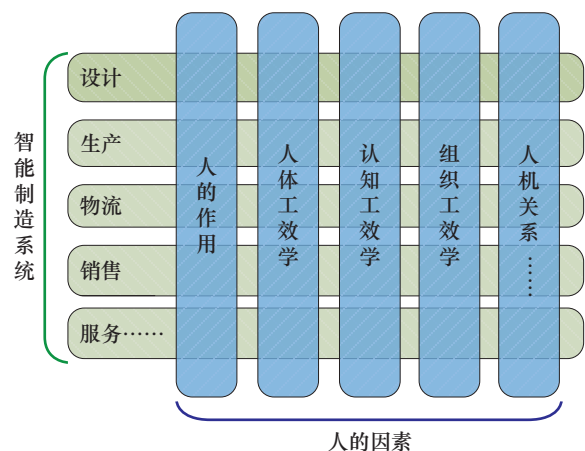 智能制造系统
设计
生产
物流
销售
服务……
人的作用
人体工效学
认知工效学
组织工效学
人机关系……
人的因素